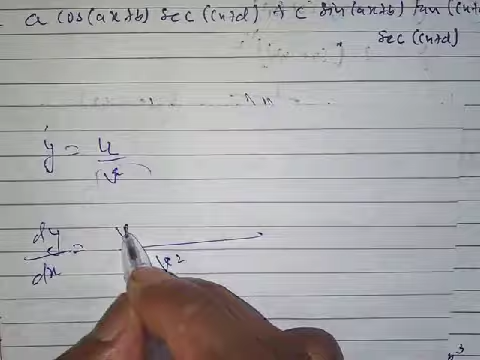 a cos(ax+b) sec(cx+d) + c sin(ax+b) tan(cx+d)
sec(cx+d)
y = u/v
dy/dx = v/v²